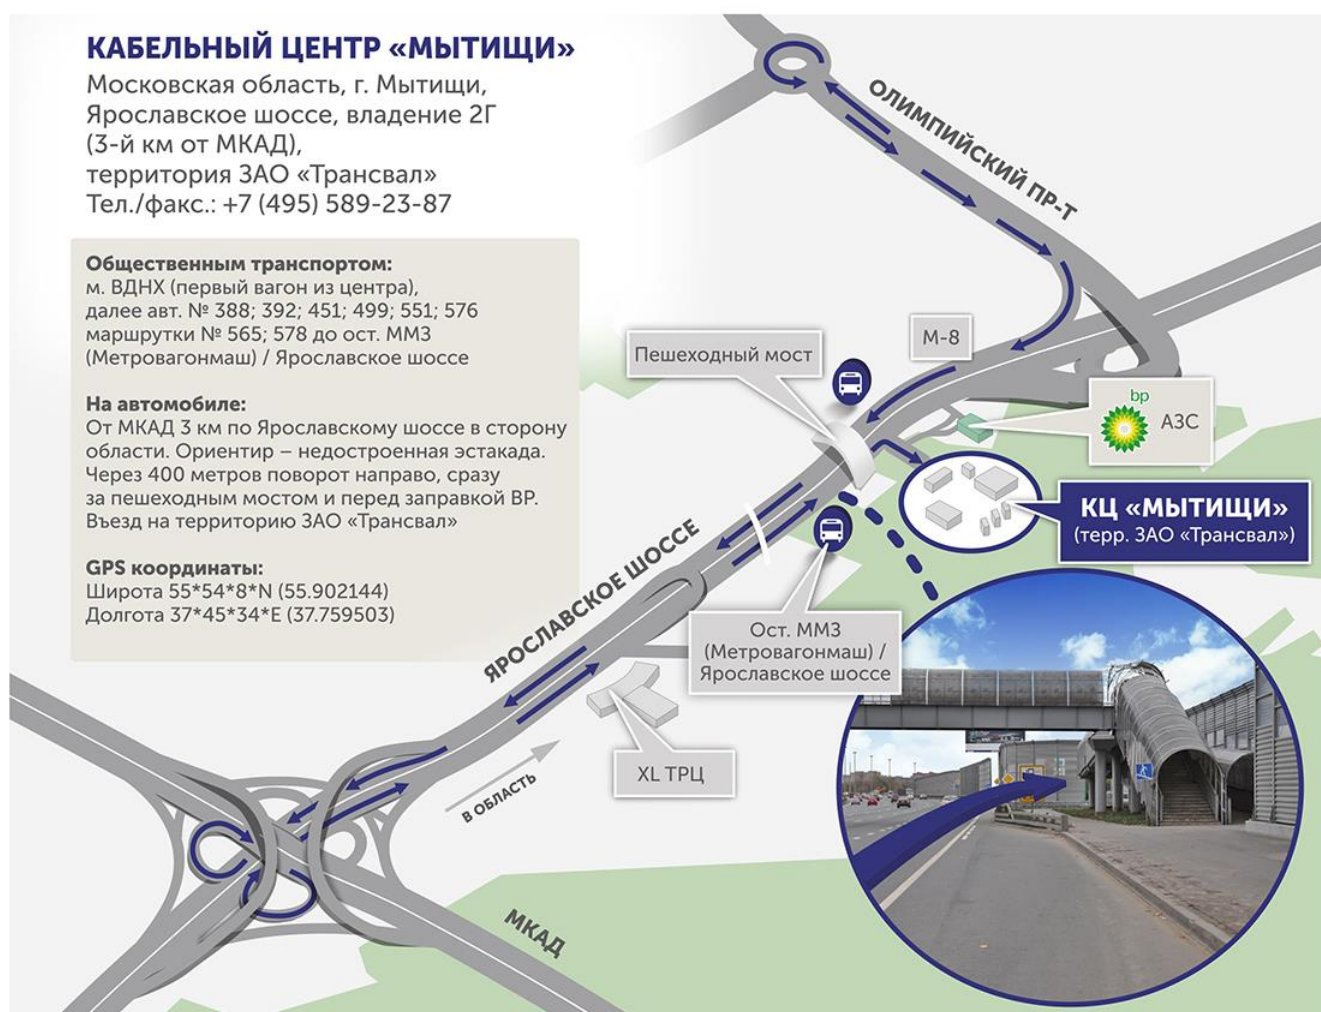 КАБЕЛЬНЫЙ ЦЕНТР «МЫТИЩИ»
Московская область, г. Мытищи,
Ярославское шоссе, владение 2Г
(3-й км от МКАД),
территория ЗАО «Трансвал»
Тел./факс.: +7 (495) 589-23-87
Общественным транспортом:
м. ВДНХ (первый вагон из центра),
далее авт. № 388; 392; 451; 499; 551; 576
маршрутки № 565; 578 до ост. ММЗ
(Метровагонмаш) / Ярославское шоссе
На автомобиле:
От МКАД 3 км по Ярославскому шоссе в сторону
области. Ориентир – недостроенная эстакада.
Через 400 метров поворот направо, сразу
за пешеходным мостом и перед заправкой BP.
Въезд на территорию ЗАО «Трансвал»
GPS координаты:
Широта 55*54*8*N (55.902144)
Долгота 37*45*34*E (37.759503)
ОЛИМПИЙСКИЙ ПР-Т
М-8
Пешеходный мост
bp
АЗС
КЦ «МЫТИЩИ»
(терр. ЗАО «Трансвал»)
ЯРОСЛАВСКОЕ ШОССЕ
Ост. ММЗ
(Метровагонмаш) /
Ярославское шоссе
XL ТРЦ
В ОБЛАСТЬ
МКАД